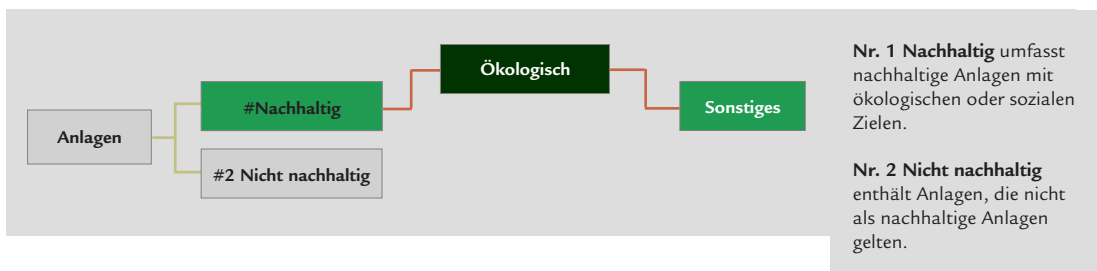 Ökologisch
#Nachhaltig
Sonstiges
Anlagen
#2 Nicht nachhaltig
Nr. 1 Nachhaltig umfasst
nachhaltige Anlagen mit
ökologischen oder sozialen
Zielen.
Nr. 2 Nicht nachhaltig
enthält Anlagen, die nicht
als nachhaltige Anlagen
gelten.